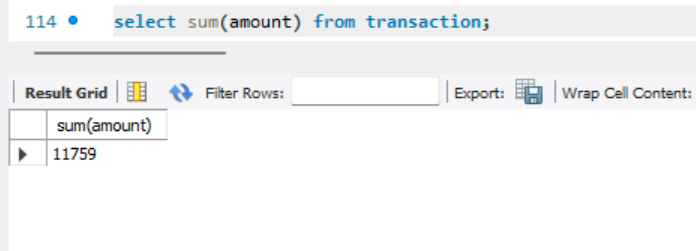 114 select sum(amount) from transaction;
Result Grid Filter Rows: Export: Wrap Cell Content:
sum(amount)
11759